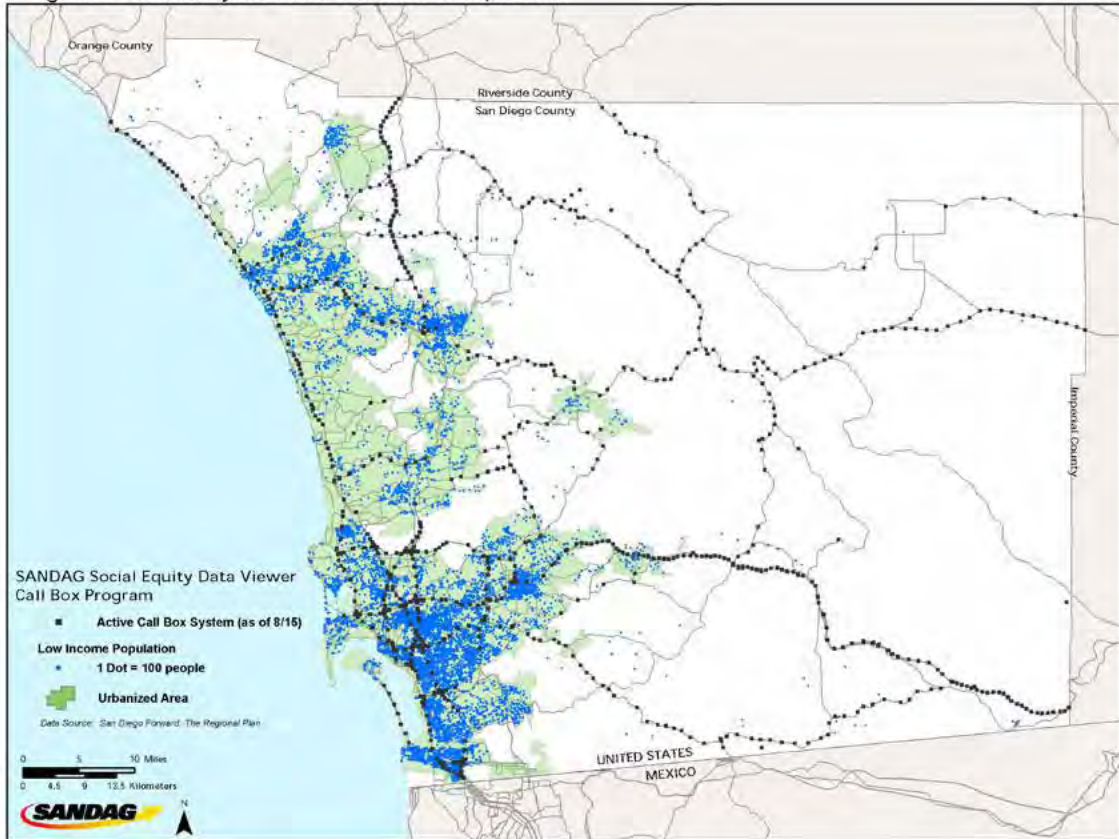 Orange County
Riverside County
San Diego County
Imperial County
SANDAG Social Equity Data Viewer
Call Box Program
Active Call Box System (as of 8/15)
Low Income Population
1 Dot = 100 people
Urbanized Area
Data Source: San Diego Forward: The Regional Plan
0 5 10 Miles
0 4.5 9 13.5 Kilometers
SANDAG
N
UNITED STATES
MEXICO